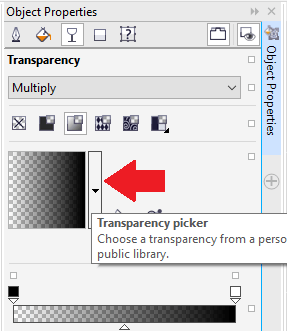 Object Properties
Transparency
Multiply
Transparency picker
Choose a transparency from a perso
public library.
Object Properties